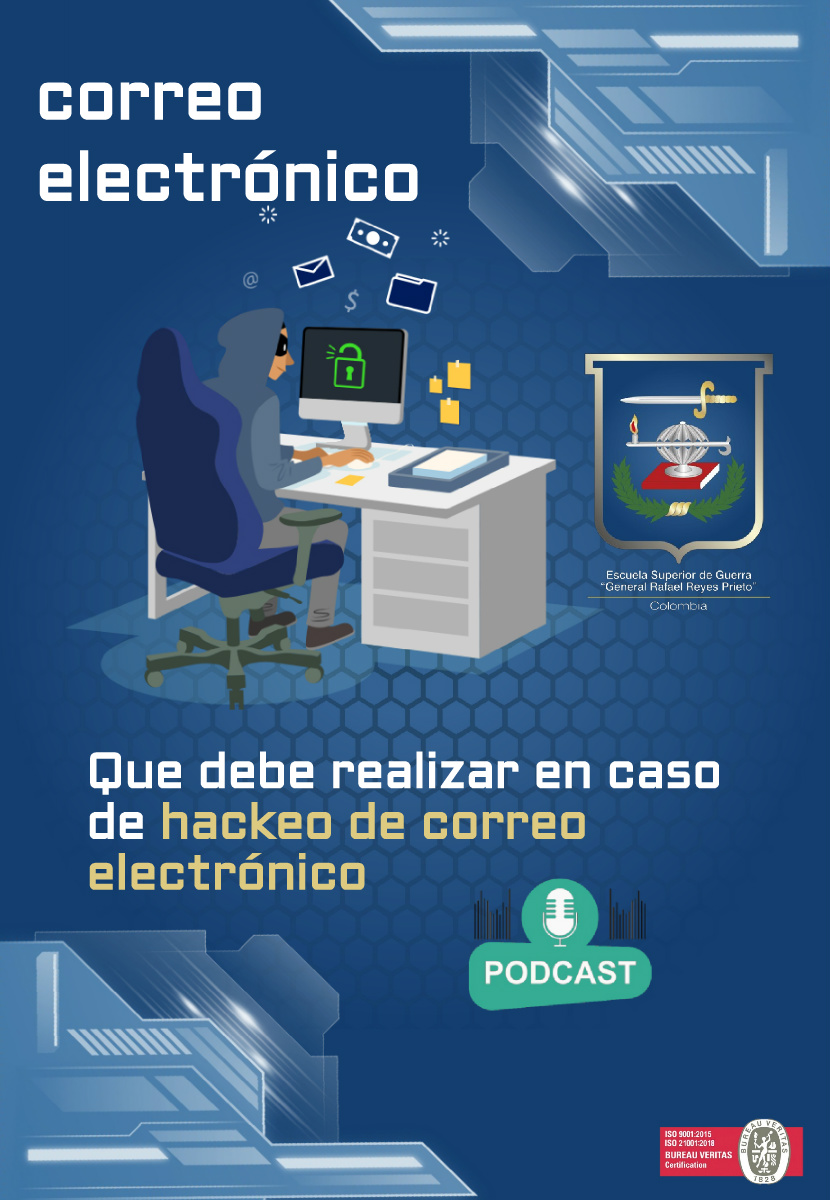 correo
electrónico
@
$
Escuela Superior de Guerra
"General Rafael Reyes Prieto"
Colombia
Que debe realizar en caso
de hackeo de correo
electrónico
PODCAST
ISO 9001:2015
ISO 21001:2018
BUREAU VERITAS
Certification
BUREAU VERITAS
1828